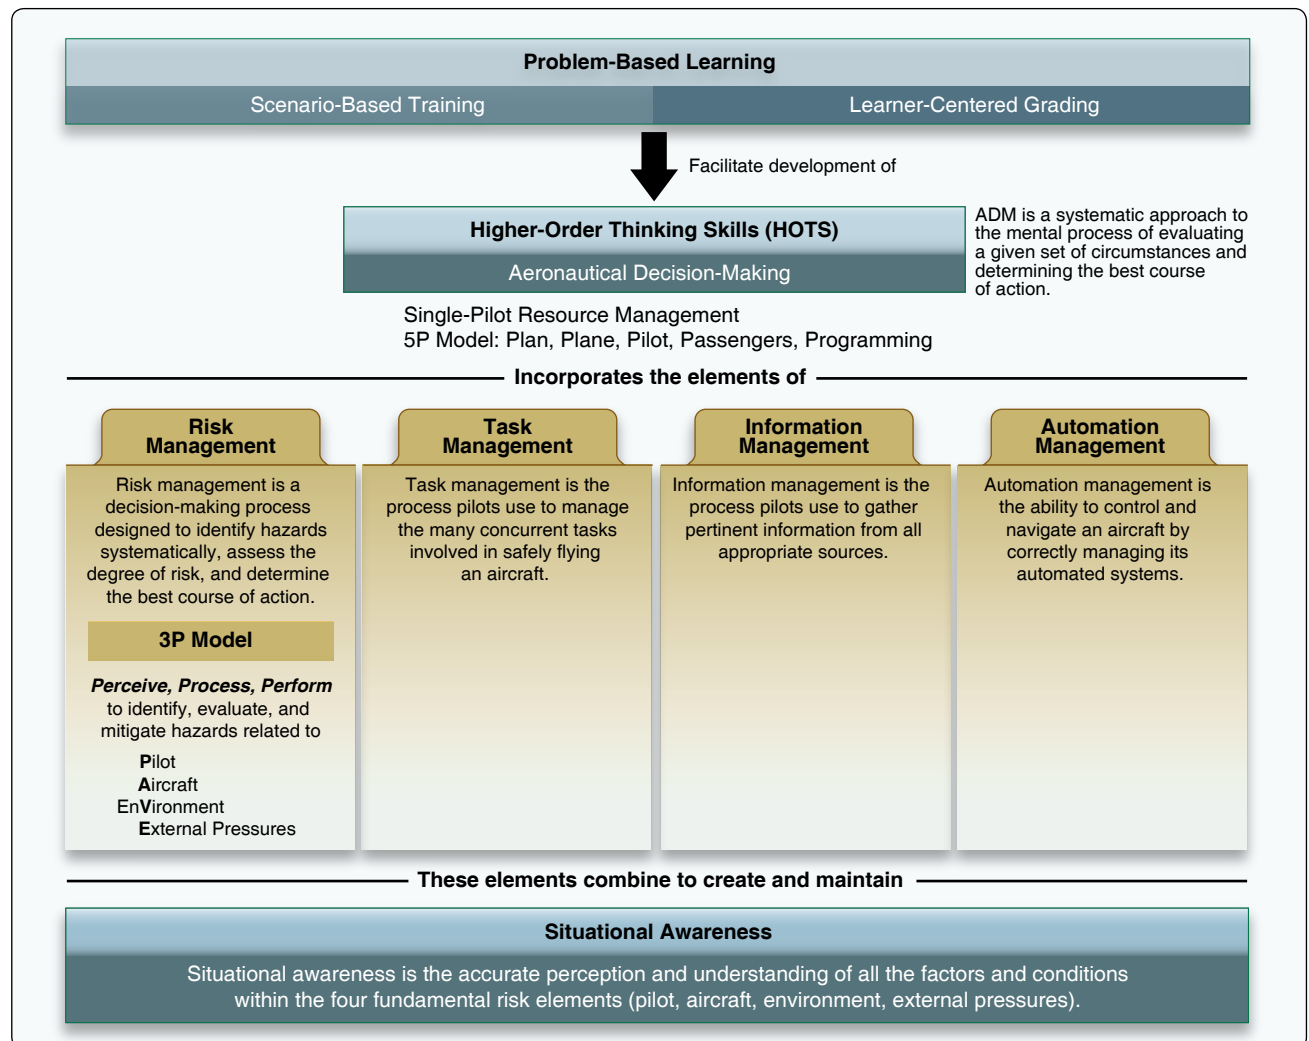 Problem-Based Learning
Scenario-Based Training
Learner-Centered Grading
Facilitate development of
Higher-Order Thinking Skills (HOTS)
Aeronautical Decision-Making
ADM is a systematic approach to
the mental process of evaluating
a given set of circumstances and
determining the best course
of action.
Single-Pilot Resource Management
5P Model: Plan, Plane, Pilot, Passengers, Programming
Incorporates the elements of
Risk
Management
Risk management is a
decision-making process
designed to identify hazards
systematically, assess the
degree of risk, and determine
the best course of action.
3P Model
Perceive, Process, Perform
to identify, evaluate, and
mitigate hazards related to
Pilot
Aircraft
EnVironment
External Pressures
Task
Management
Task management is the
process pilots use to manage
the many concurrent tasks
involved in safely flying
an aircraft.
Information
Management
Information management is the
process pilots use to gather
pertinent information from all
appropriate sources.
Automation
Management
Automation management is
the ability to control and
navigate an aircraft by
correctly managing its
automated systems.
These elements combine to create and maintain
Situational Awareness
Situational awareness is the accurate perception and understanding of all the factors and conditions
within the four fundamental risk elements (pilot, aircraft, environment, external pressures).